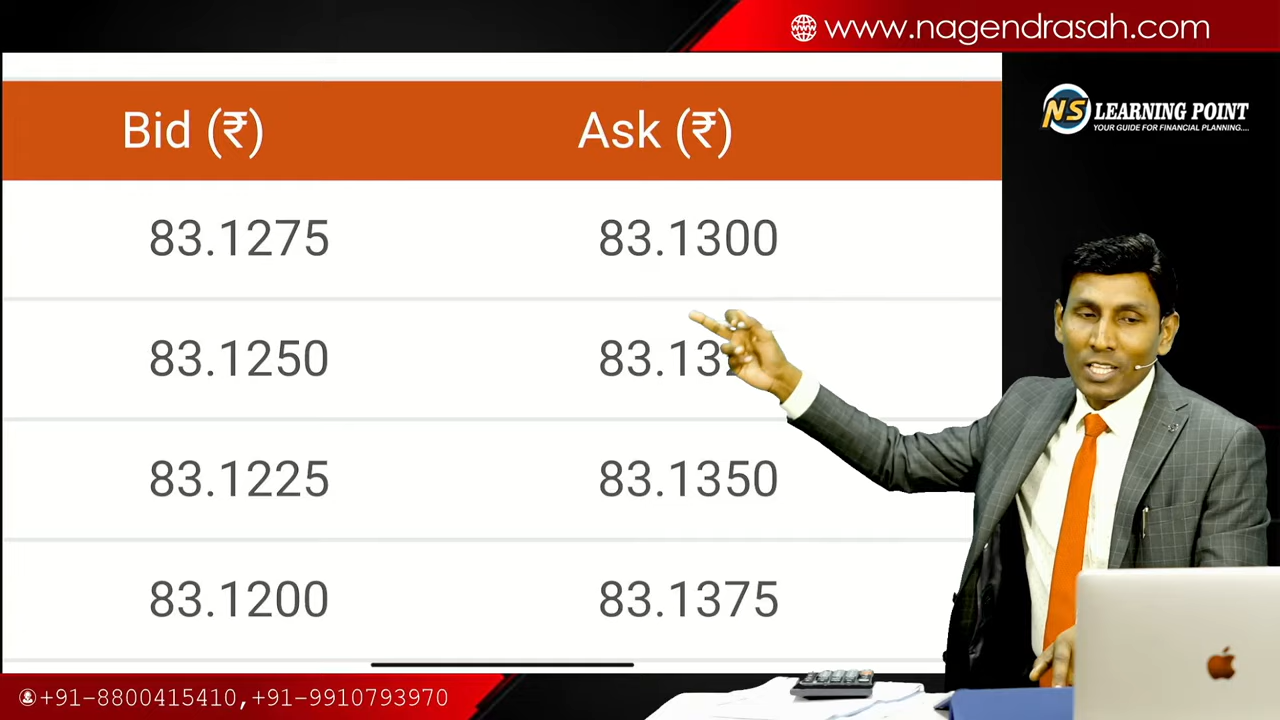 www.nagendrasah.com
Bid (₹) Ask (₹)
NS LEARNING POINT
YOUR GUIDE FOR FINANCIAL PLANNING....
83.1275 83.1300
83.1250
83.1225 83.1350
83.1200 83.1375
+91-8800415410,+91-9910793970